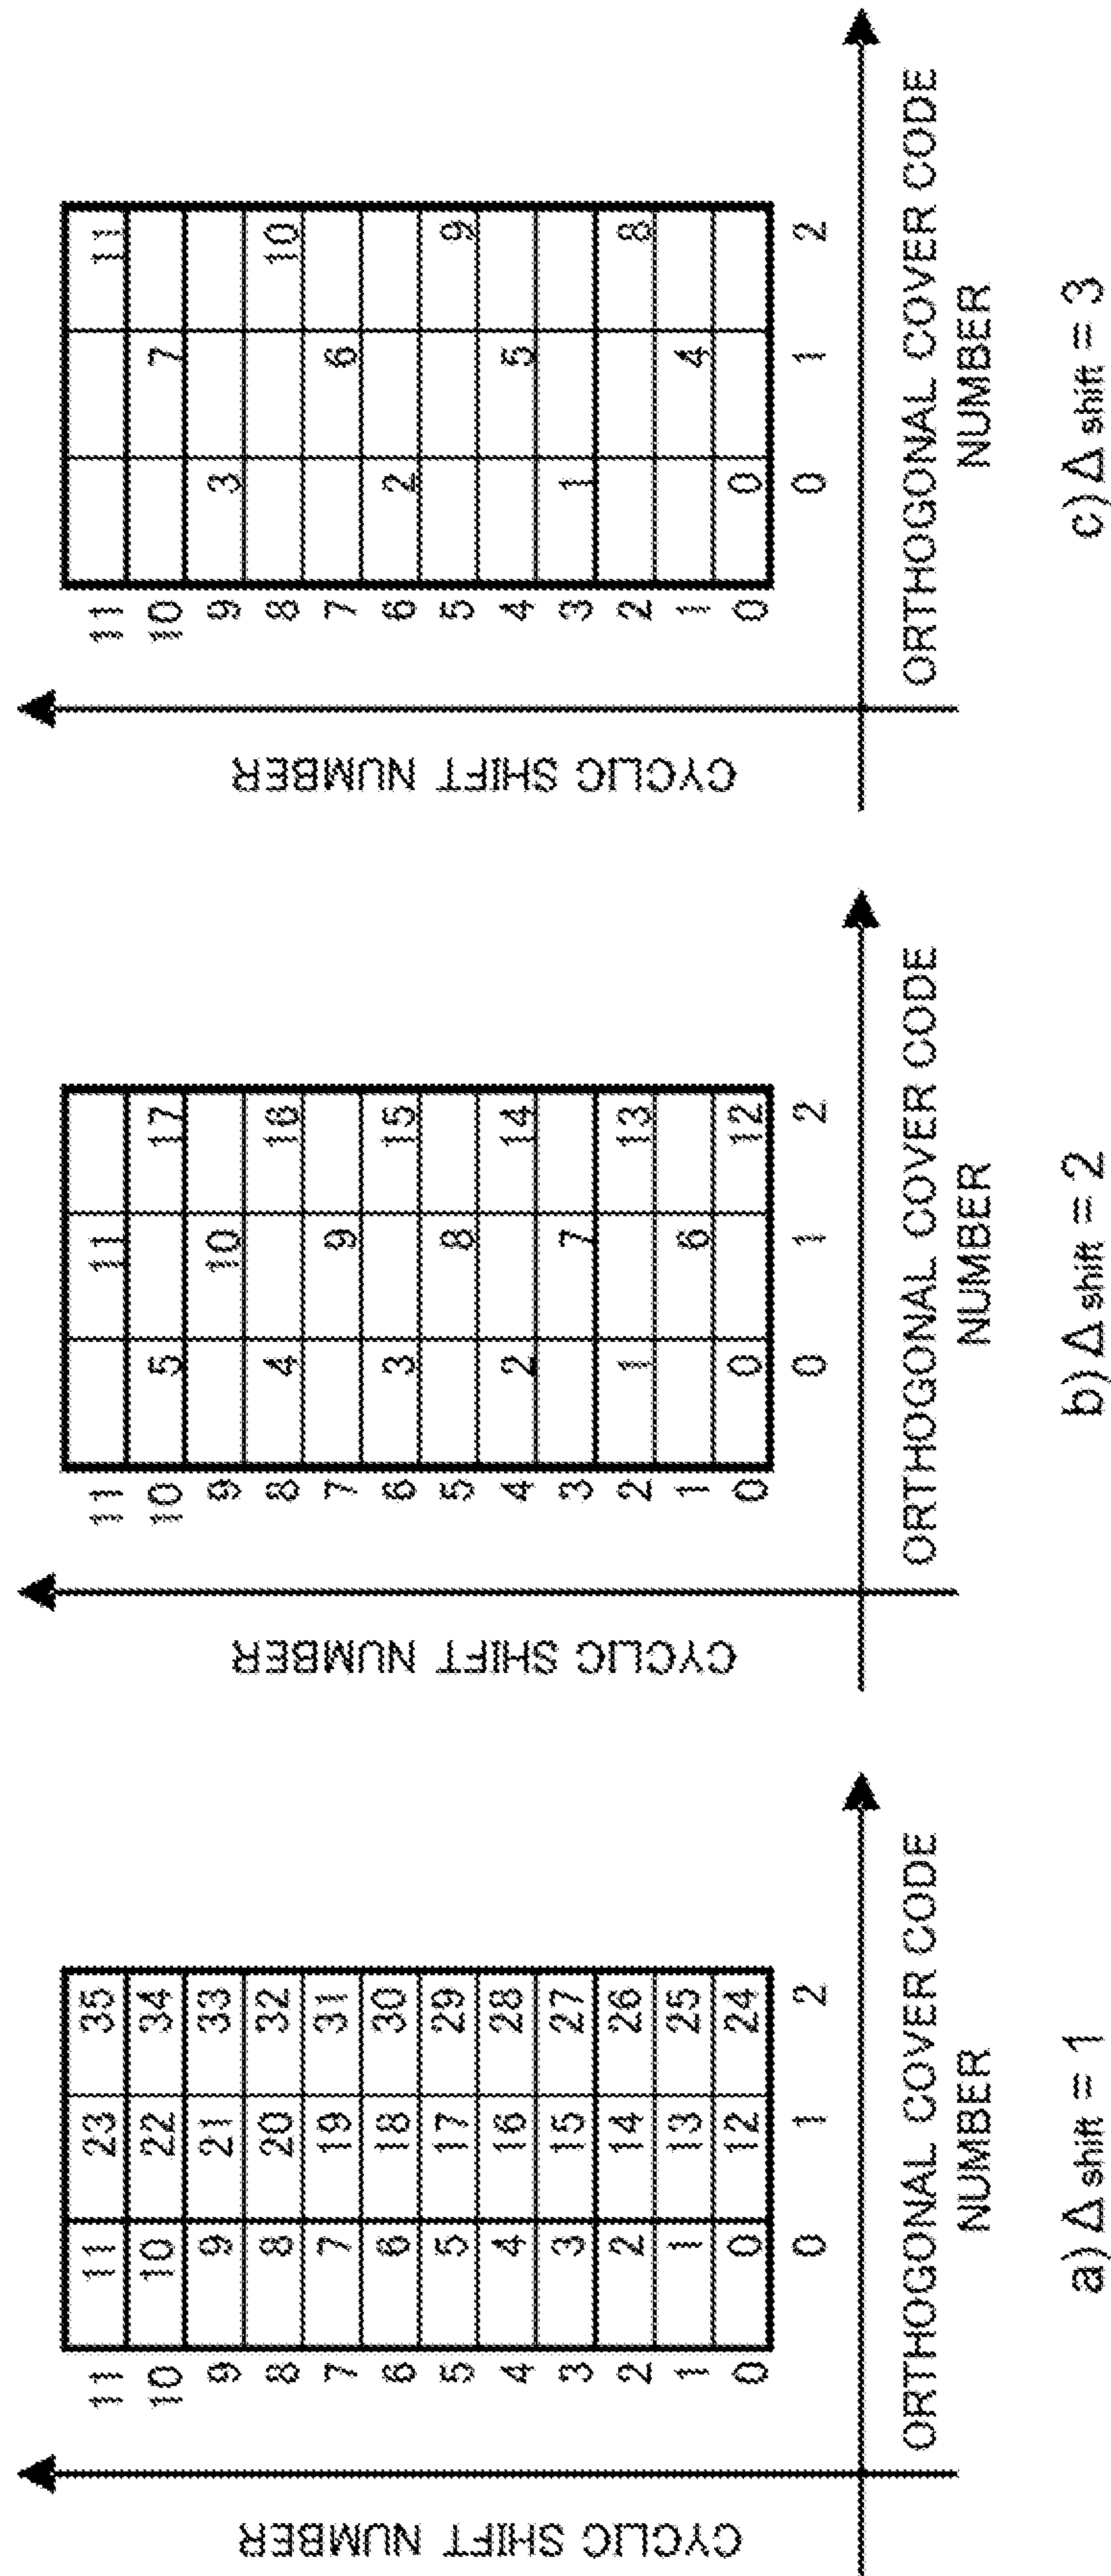 CYCLIC SHIFT NUMBER
11 11 23 35
10 10 22 34
9 9 21 33
8 8 20 32
7 7 19 31
6 6 18 30
5 5 17 29
4 4 16 28
3 3 15 27
2 2 14 26
1 1 13 25
0 0 12 24
0 1 2
ORTHOGONAL COVER CODE
NUMBER
a) Δ shift = 1
CYCLIC SHIFT NUMBER
11 11
10 5 17
9 10
8 4 16
7 9
6 3 15
5 8
4 2 14
3 7
2 1 13
1 6
0 0 12
0 1 2
ORTHOGONAL COVER CODE
NUMBER
b) Δ shift = 2
CYCLIC SHIFT NUMBER
11 11
10 7
9 3
8 10
7 6
6 2
5 9
4 5
3 1
2 8
1 4
0 0
0 1 2
ORTHOGONAL COVER CODE
NUMBER
c) Δ shift = 3